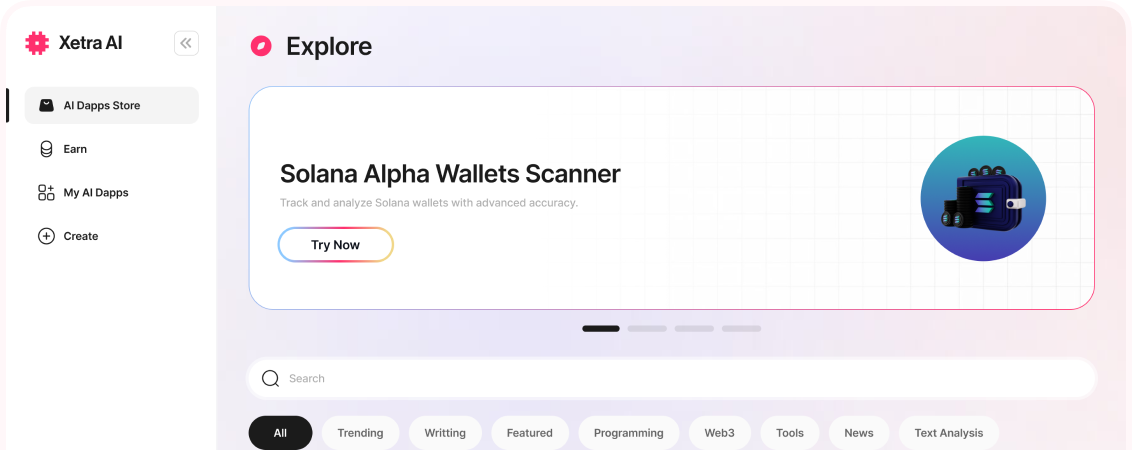 Xetra AI
Explore
AI Dapps Store
Earn
My AI Dapps
Create
Solana Alpha Wallets Scanner
Track and analyze Solana wallets with advanced accuracy.
Try Now
Search
All Trending Writting Featured Programming Web3 Tools News Text Analysis